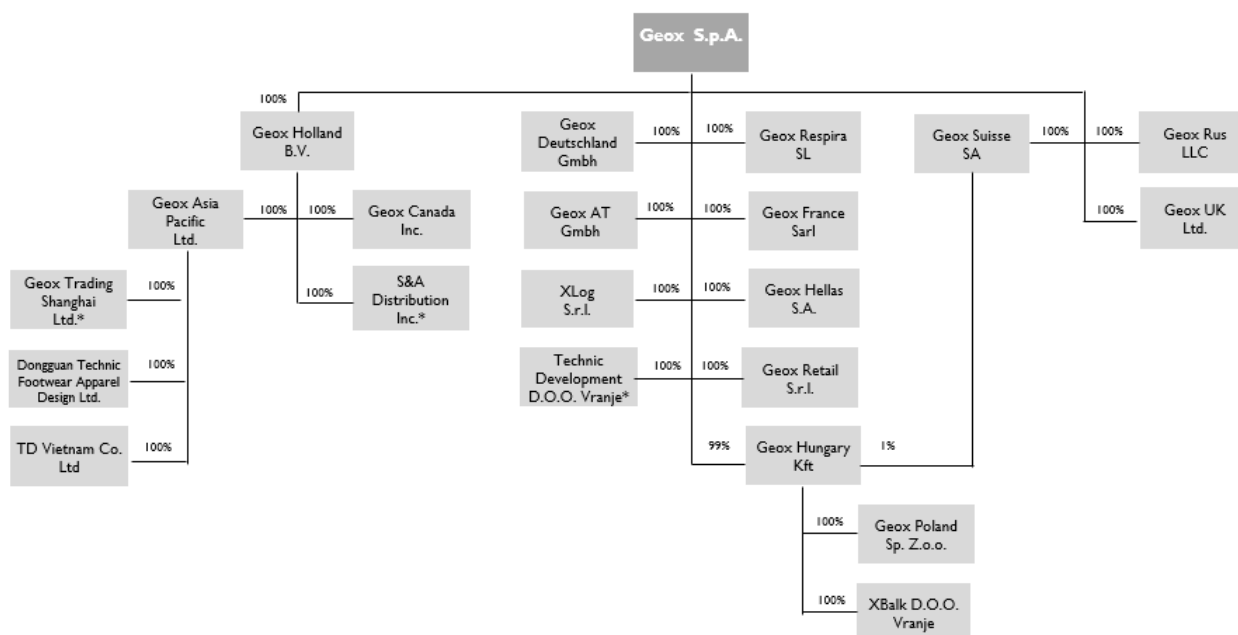 Geox S.p.A.
100%
Geox Holland
B.V.
Geox
Deutschland
Gmbh
100%
100%
Geox Respira
SL
Geox Suisse
SA
100%
100%
Geox Rus
LLC
Geox Asia
Pacific
Ltd.
100%
100%
Geox Canada
Inc.
Geox AT
Gmbh
100%
100%
Geox France
Sarl
100%
Geox UK
Ltd.
Geox Trading
Shanghai
Ltd.*
100%
100%
S&A
Distribution
Inc.*
XLog
S.r.l.
100%
100%
Geox Hellas
S.A.
Dongguan Technic
Footwear Apparel
Design Ltd.
100%
Technic
Development
D.O.O. Vranje*
100%
100%
Geox Retail
S.r.l.
TD Vietnam Co.
Ltd
100%
99%
Geox Hungary
Kft
1%
100%
Geox Poland
Sp. Z.o.o.
100%
XBalk D.O.O.
Vranje